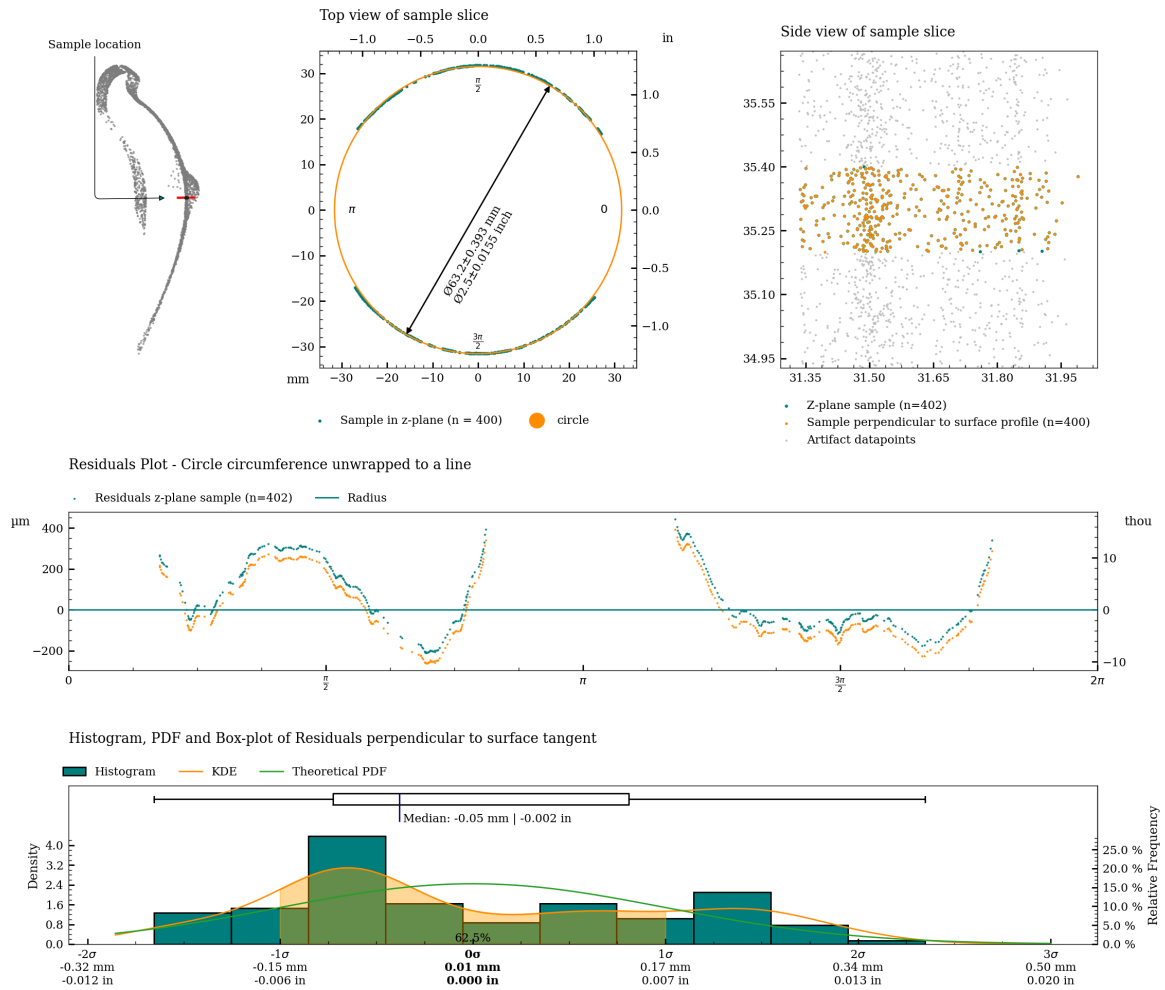 Sample location
Top view of sample slice
−1.0 −0.5 0.0 0.5 1.0 in
30
20
10
0
−10
−20
−30
1.0
0.5
0.0
−0.5
−1.0
π/2
π
0
3π/2
Ø63.2±0.393 mm
Ø2.5±0.0155 inch
mm
−30 −20 −10 0 10 20 30
Sample in z-plane (n = 400) circle
Side view of sample slice
35.55
35.40
35.25
35.10
34.95
31.35 31.50 31.65 31.80 31.95
Z-plane sample (n=402)
Sample perpendicular to surface profile (n=400)
Artifact datapoints
Residuals Plot - Circle circumference unwrapped to a line
Residuals z-plane sample (n=402) Radius
µm
400
200
0
−200
thou
10
0
−10
0 π/2 π 3π/2 2π
Histogram, PDF and Box-plot of Residuals perpendicular to surface tangent
Histogram KDE Theoretical PDF
Median: -0.05 mm | -0.002 in
Density
4.0
3.2
2.4
1.6
0.8
0.0
Relative Frequency
25.0 %
20.0 %
15.0 %
10.0 %
5.0 %
0.0 %
62.5%
-2σ -1σ 0σ 1σ 2σ 3σ
-0.32 mm -0.15 mm 0.01 mm 0.17 mm 0.34 mm 0.50 mm
-0.012 in -0.006 in 0.000 in 0.007 in 0.013 in 0.020 in